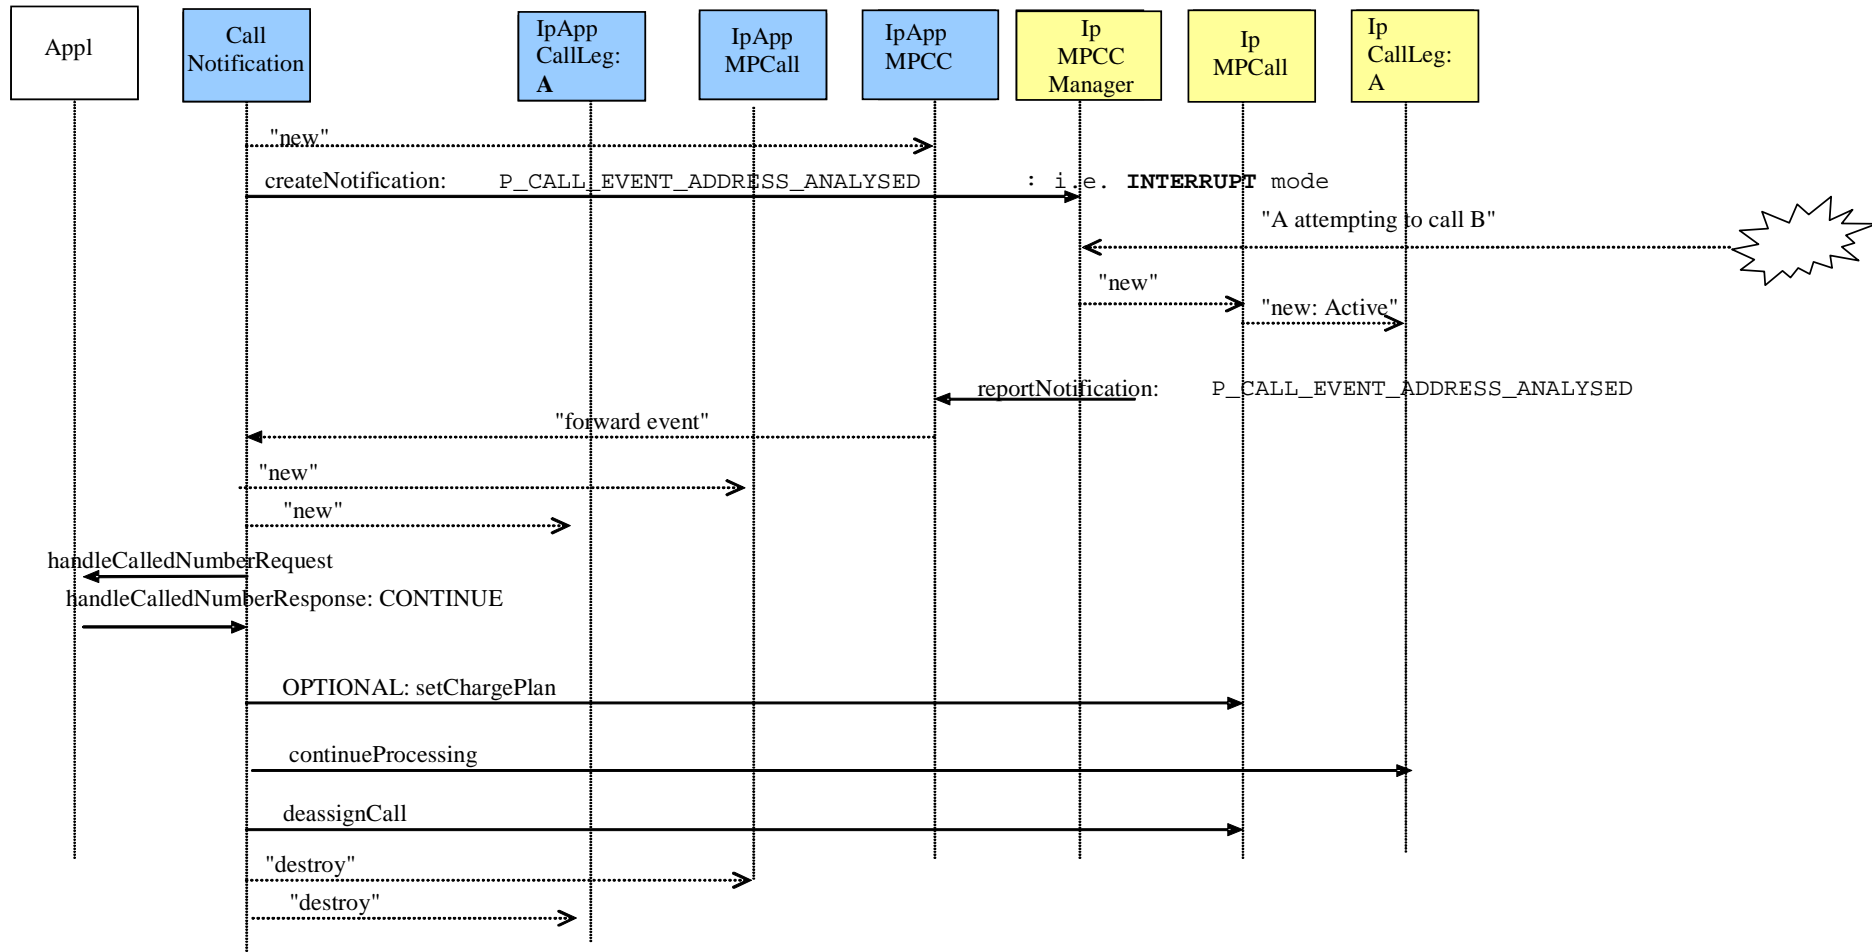 Appl
Call
Notification
IpApp
CallLeg:
A
IpApp
MPCall
IpApp
MPCC
Ip
MPCC
Manager
Ip
MPCall
Ip
CallLeg:
A
"new"
createNotification: P_CALL_EVENT_ADDRESS_ANALYSED : i.e. INTERRUPT mode
"A attempting to call B"
"new"
"new: Active"
reportNotification: P_CALL_EVENT_ADDRESS_ANALYSED
"forward event"
"new"
"new"
handleCalledNumberRequest
handleCalledNumberResponse: CONTINUE
OPTIONAL: setChargePlan
continueProcessing
deassignCall
"destroy"
"destroy"